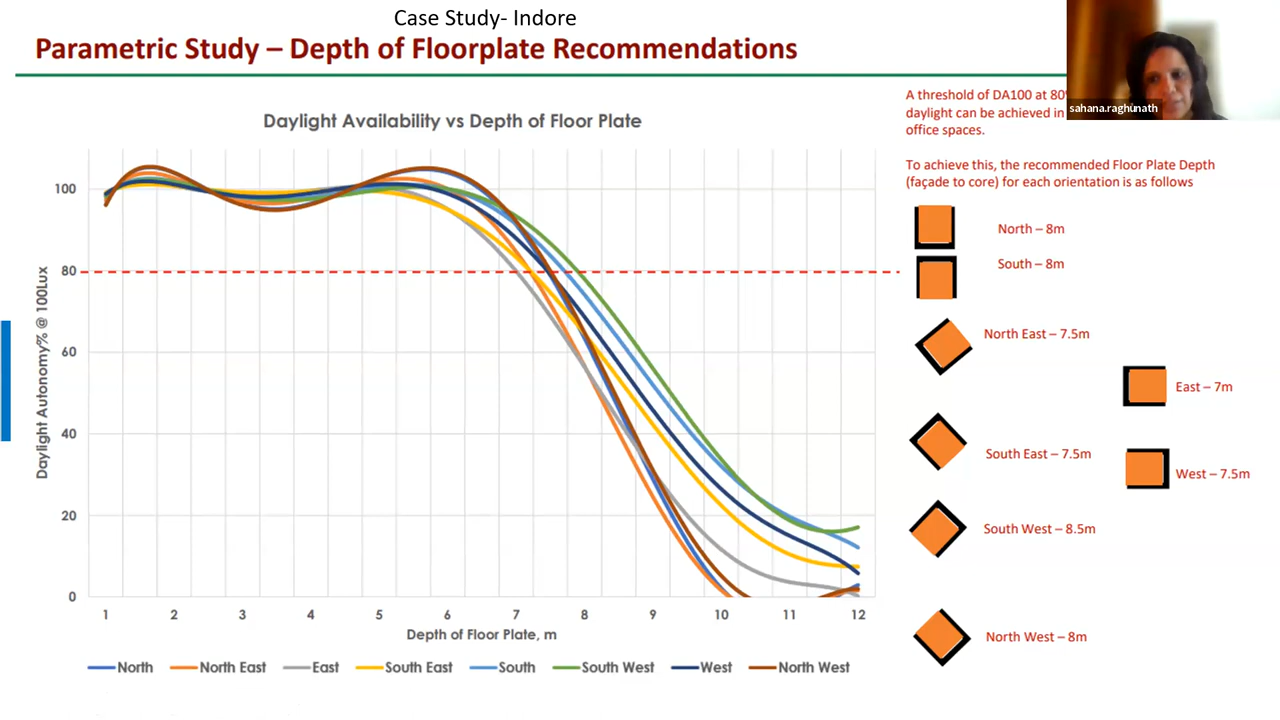 Case Study- Indore
Parametric Study – Depth of Floorplate Recommendations
sahana.raghunath
A threshold of DA100 at 80
daylight can be achieved in
office spaces.
To achieve this, the recommended Floor Plate Depth
(façade to core) for each orientation is as follows
Daylight Availability vs Depth of Floor Plate
Daylight Autonomy% @ 100Lux
100
80
60
40
20
0
1 2 3 4 5 6 7 8 9 10 11 12
Depth of Floor Plate, m
North North East East South East South South West West North West
North – 8m
South – 8m
North East – 7.5m
East – 7m
South East – 7.5m
West – 7.5m
South West – 8.5m
North West – 8m